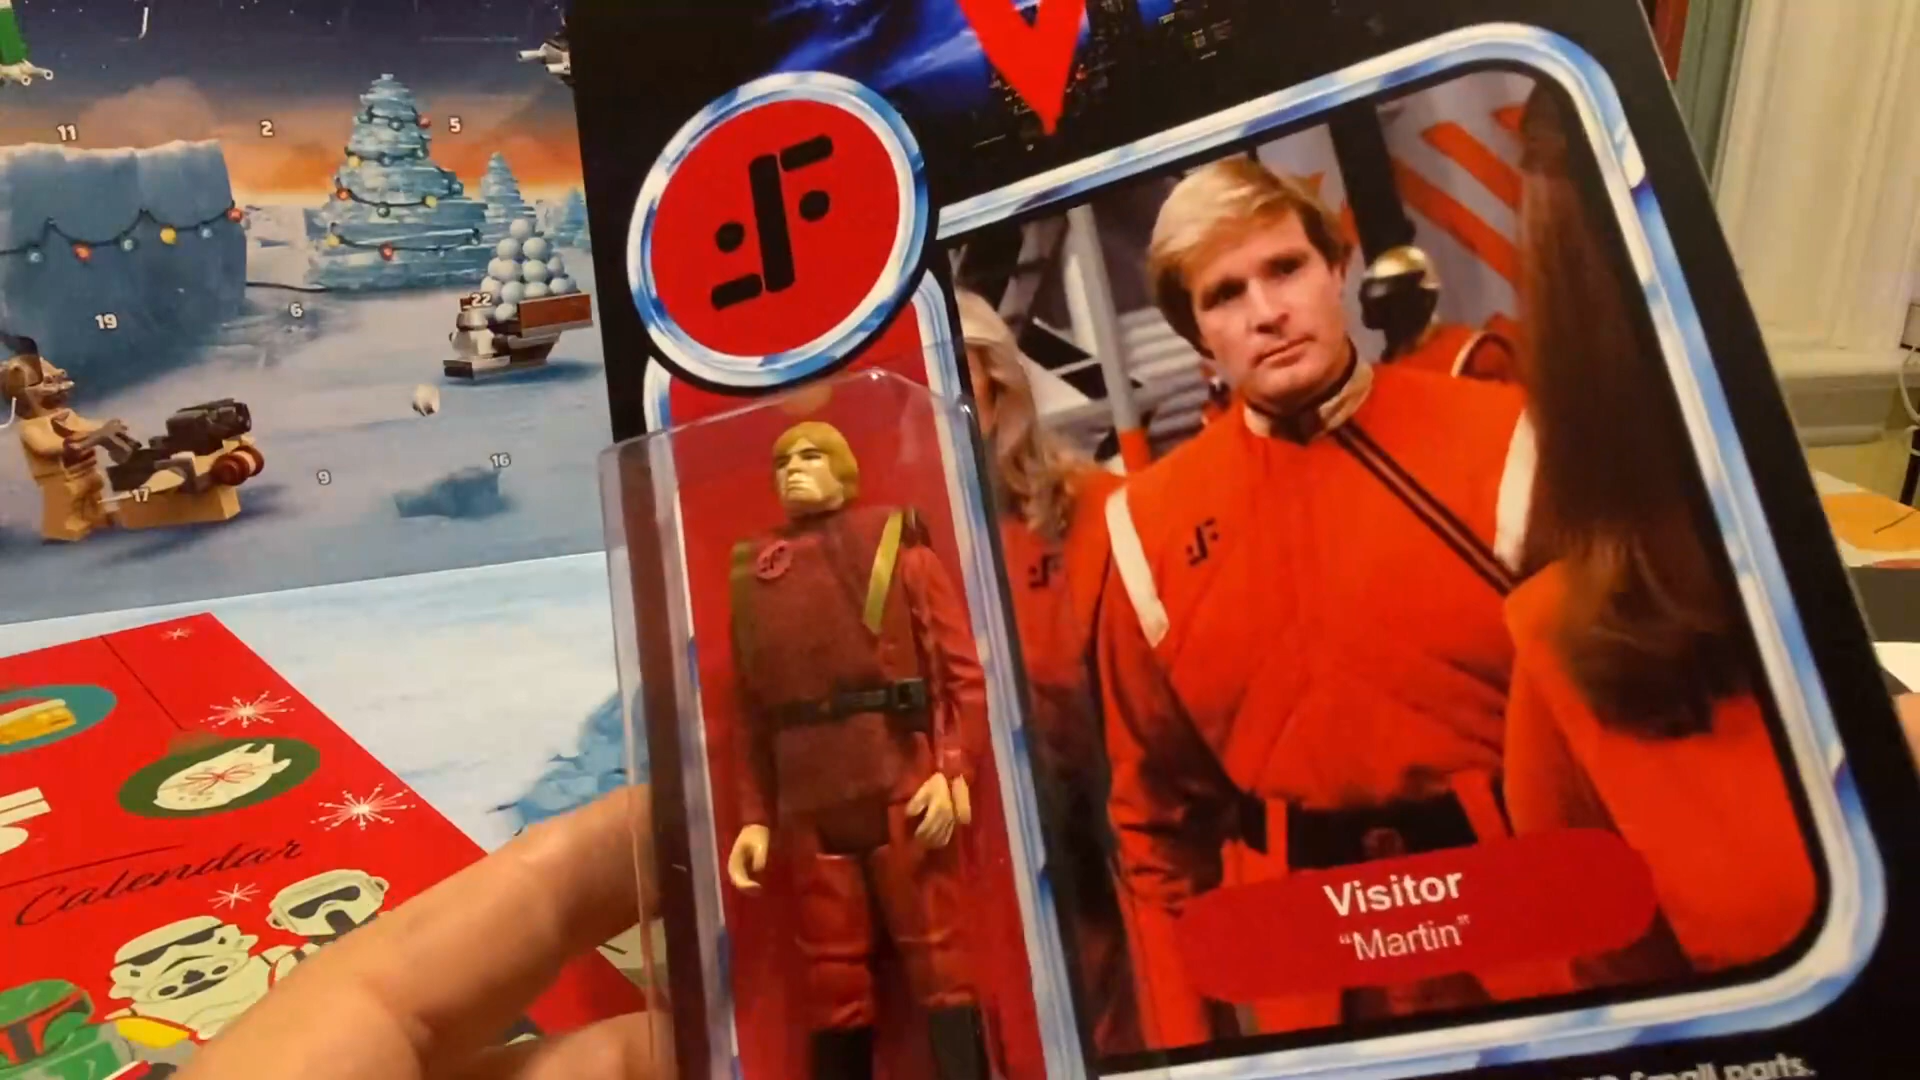 V
11
2
5
19
6
22
9
16
17
Visitor
“Martin”
Calendar
Small parts.